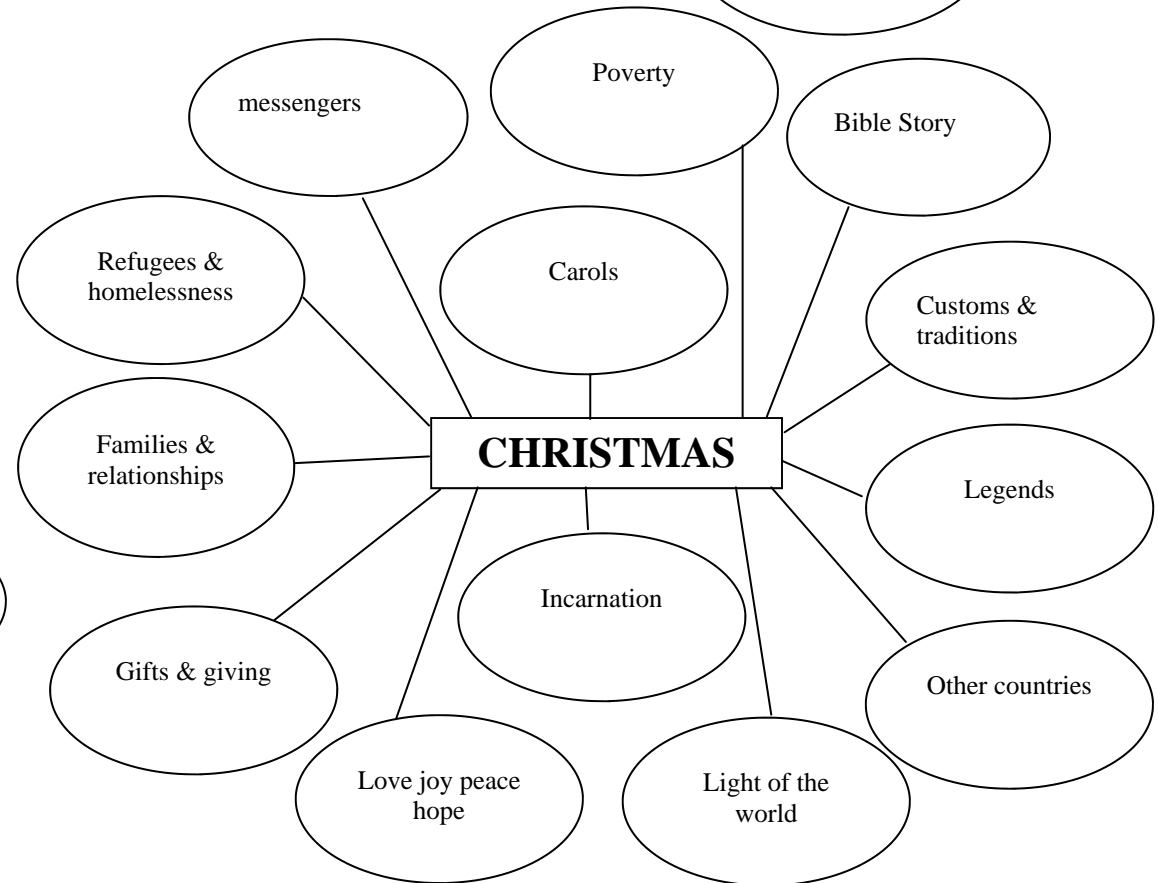 Poverty
messengers
Bible Story
Refugees &
homelessness
Carols
Customs &
traditions
Families &
relationships
CHRISTMAS
Legends
Incarnation
Gifts & giving
Other countries
Love joy peace
hope
Light of the
world